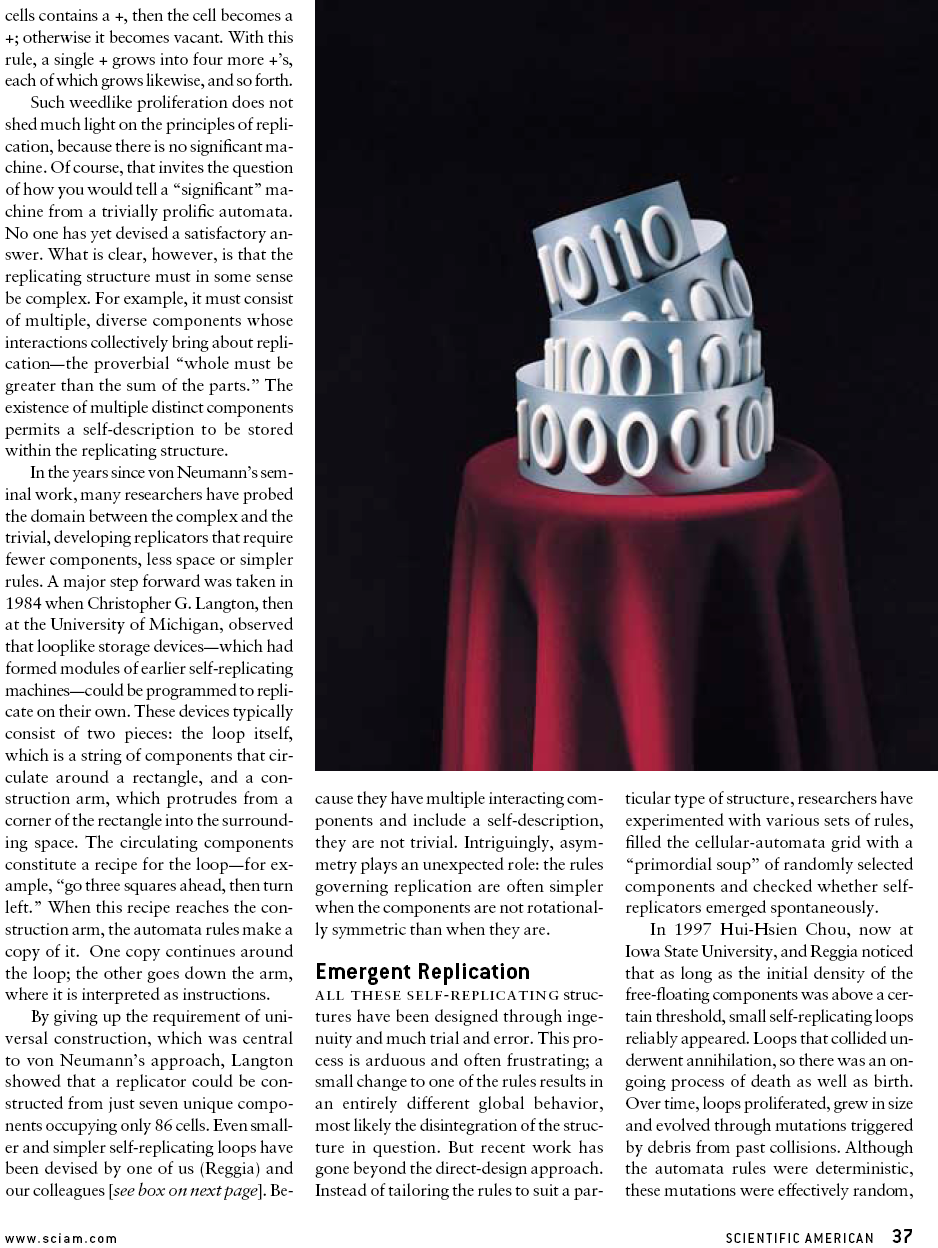 cells contains a +, then the cell becomes a
+; otherwise it becomes vacant. With this
rule, a single + grows into four more +’s,
each of which grows likewise, and so forth.
Such weedlike proliferation does not
shed much light on the principles of repli-
cation, because there is no significant ma-
chine. Of course, that invites the question
of how you would tell a “significant” ma-
chine from a trivially prolific automata.
No one has yet devised a satisfactory an-
swer. What is clear, however, is that the
replicating structure must in some sense
be complex. For example, it must consist
of multiple, diverse components whose
interactions collectively bring about repli-
cation—the proverbial “whole must be
greater than the sum of the parts.” The
existence of multiple distinct components
permits a self-description to be stored
within the replicating structure.
In the years since von Neumann’s sem-
inal work, many researchers have probed
the domain between the complex and the
trivial, developing replicators that require
fewer components, less space or simpler
rules. A major step forward was taken in
1984 when Christopher G. Langton, then
at the University of Michigan, observed
that looplike storage devices—which had
formed modules of earlier self-replicating
machines—could be programmed to repli-
cate on their own. These devices typically
consist of two pieces: the loop itself,
which is a string of components that cir-
culate around a rectangle, and a con-
struction arm, which protrudes from a
corner of the rectangle into the surround-
ing space. The circulating components
constitute a recipe for the loop—for ex-
ample, “go three squares ahead, then turn
left.” When this recipe reaches the con-
struction arm, the automata rules make a
copy of it. One copy continues around
the loop; the other goes down the arm,
where it is interpreted as instructions.
By giving up the requirement of uni-
versal construction, which was central
to von Neumann’s approach, Langton
showed that a replicator could be con-
structed from just seven unique compo-
nents occupying only 86 cells. Even small-
er and simpler self-replicating loops have
been devised by one of us (Reggia) and
our colleagues [see box on next page]. Be-
10110
0100
1001011
10000101
cause they have multiple interacting com-
ponents and include a self-description,
they are not trivial. Intriguingly, asym-
metry plays an unexpected role: the rules
governing replication are often simpler
when the components are not rotational-
ly symmetric than when they are.
Emergent Replication
ALL THESE SELF-REPLICATING struc-
tures have been designed through inge-
nuity and much trial and error. This pro-
cess is arduous and often frustrating; a
small change to one of the rules results in
an entirely different global behavior,
most likely the disintegration of the struc-
ture in question. But recent work has
gone beyond the direct-design approach.
Instead of tailoring the rules to suit a par-
ticular type of structure, researchers have
experimented with various sets of rules,
filled the cellular-automata grid with a
“primordial soup” of randomly selected
components and checked whether self-
replicators emerged spontaneously.
In 1997 Hui-Hsien Chou, now at
Iowa State University, and Reggia noticed
that as long as the initial density of the
free-floating components was above a cer-
tain threshold, small self-replicating loops
reliably appeared. Loops that collided un-
derwent annihilation, so there was an on-
going process of death as well as birth.
Over time, loops proliferated, grew in size
and evolved through mutations triggered
by debris from past collisions. Although
the automata rules were deterministic,
these mutations were effectively random,
www.sciam.com
SCIENTIFIC AMERICAN 37